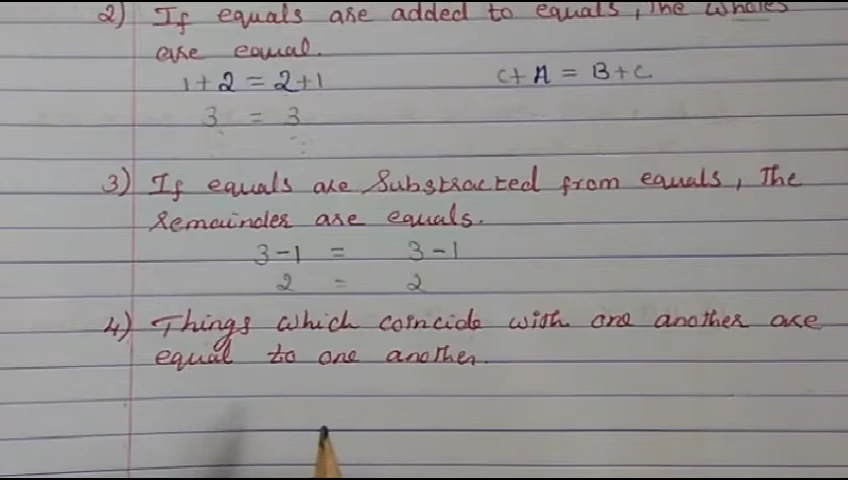 2) If equals are added to equals, The wholes
are equal.
1+2 = 2+1 C+A = B+C
3 = 3
3) If equals are Substracted from equals, The
remainder are equals.
3-1 = 3-1
2 = 2
4) Things which coincide with one another are
equal to one another.